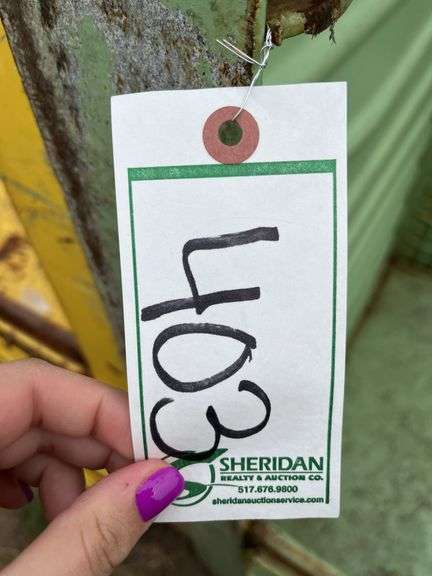 403
SHERIDAN
REALTY & AUCTION CO.
517.676.9800
sheridanauctionservice.com